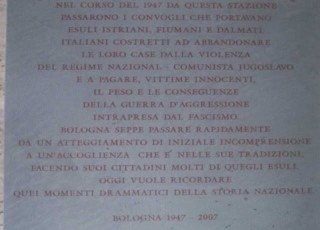 NEL CORSO DEL 1947 DA QUESTA STAZIONE
PASSARONO I CONVOGLI CHE PORTAVANO
ESULI ISTRIANI, FIUMANI E DALMATI
ITALIANI COSTRETTI AD ABBANDONARE
LE LORO CASE DALLA VIOLENZA
DEL REGIME NAZIONAL - COMUNISTA JUGOSLAVO
E A PAGARE, VITTIME INNOCENTI,
IL PESO E LE CONSEGUENZE
DELLA GUERRA D'AGGRESSIONE
INTRAPRESA DAL FASCISMO.
BOLOGNA SEPPE PASSARE RAPIDAMENTE
DA UN ATTEGGIAMENTO DI INIZIALE INCOMPRENSIONE
A UN'ACCOGLIENZA CHE È NELLE SUE TRADIZIONI,
FACENDO SUOI CITTADINI MOLTI DI QUEGLI ESULI.
OGGI VUOLE RICORDARE
QUEI MOMENTI DRAMMATICI DELLA STORIA NAZIONALE
BOLOGNA 1947 - 2007